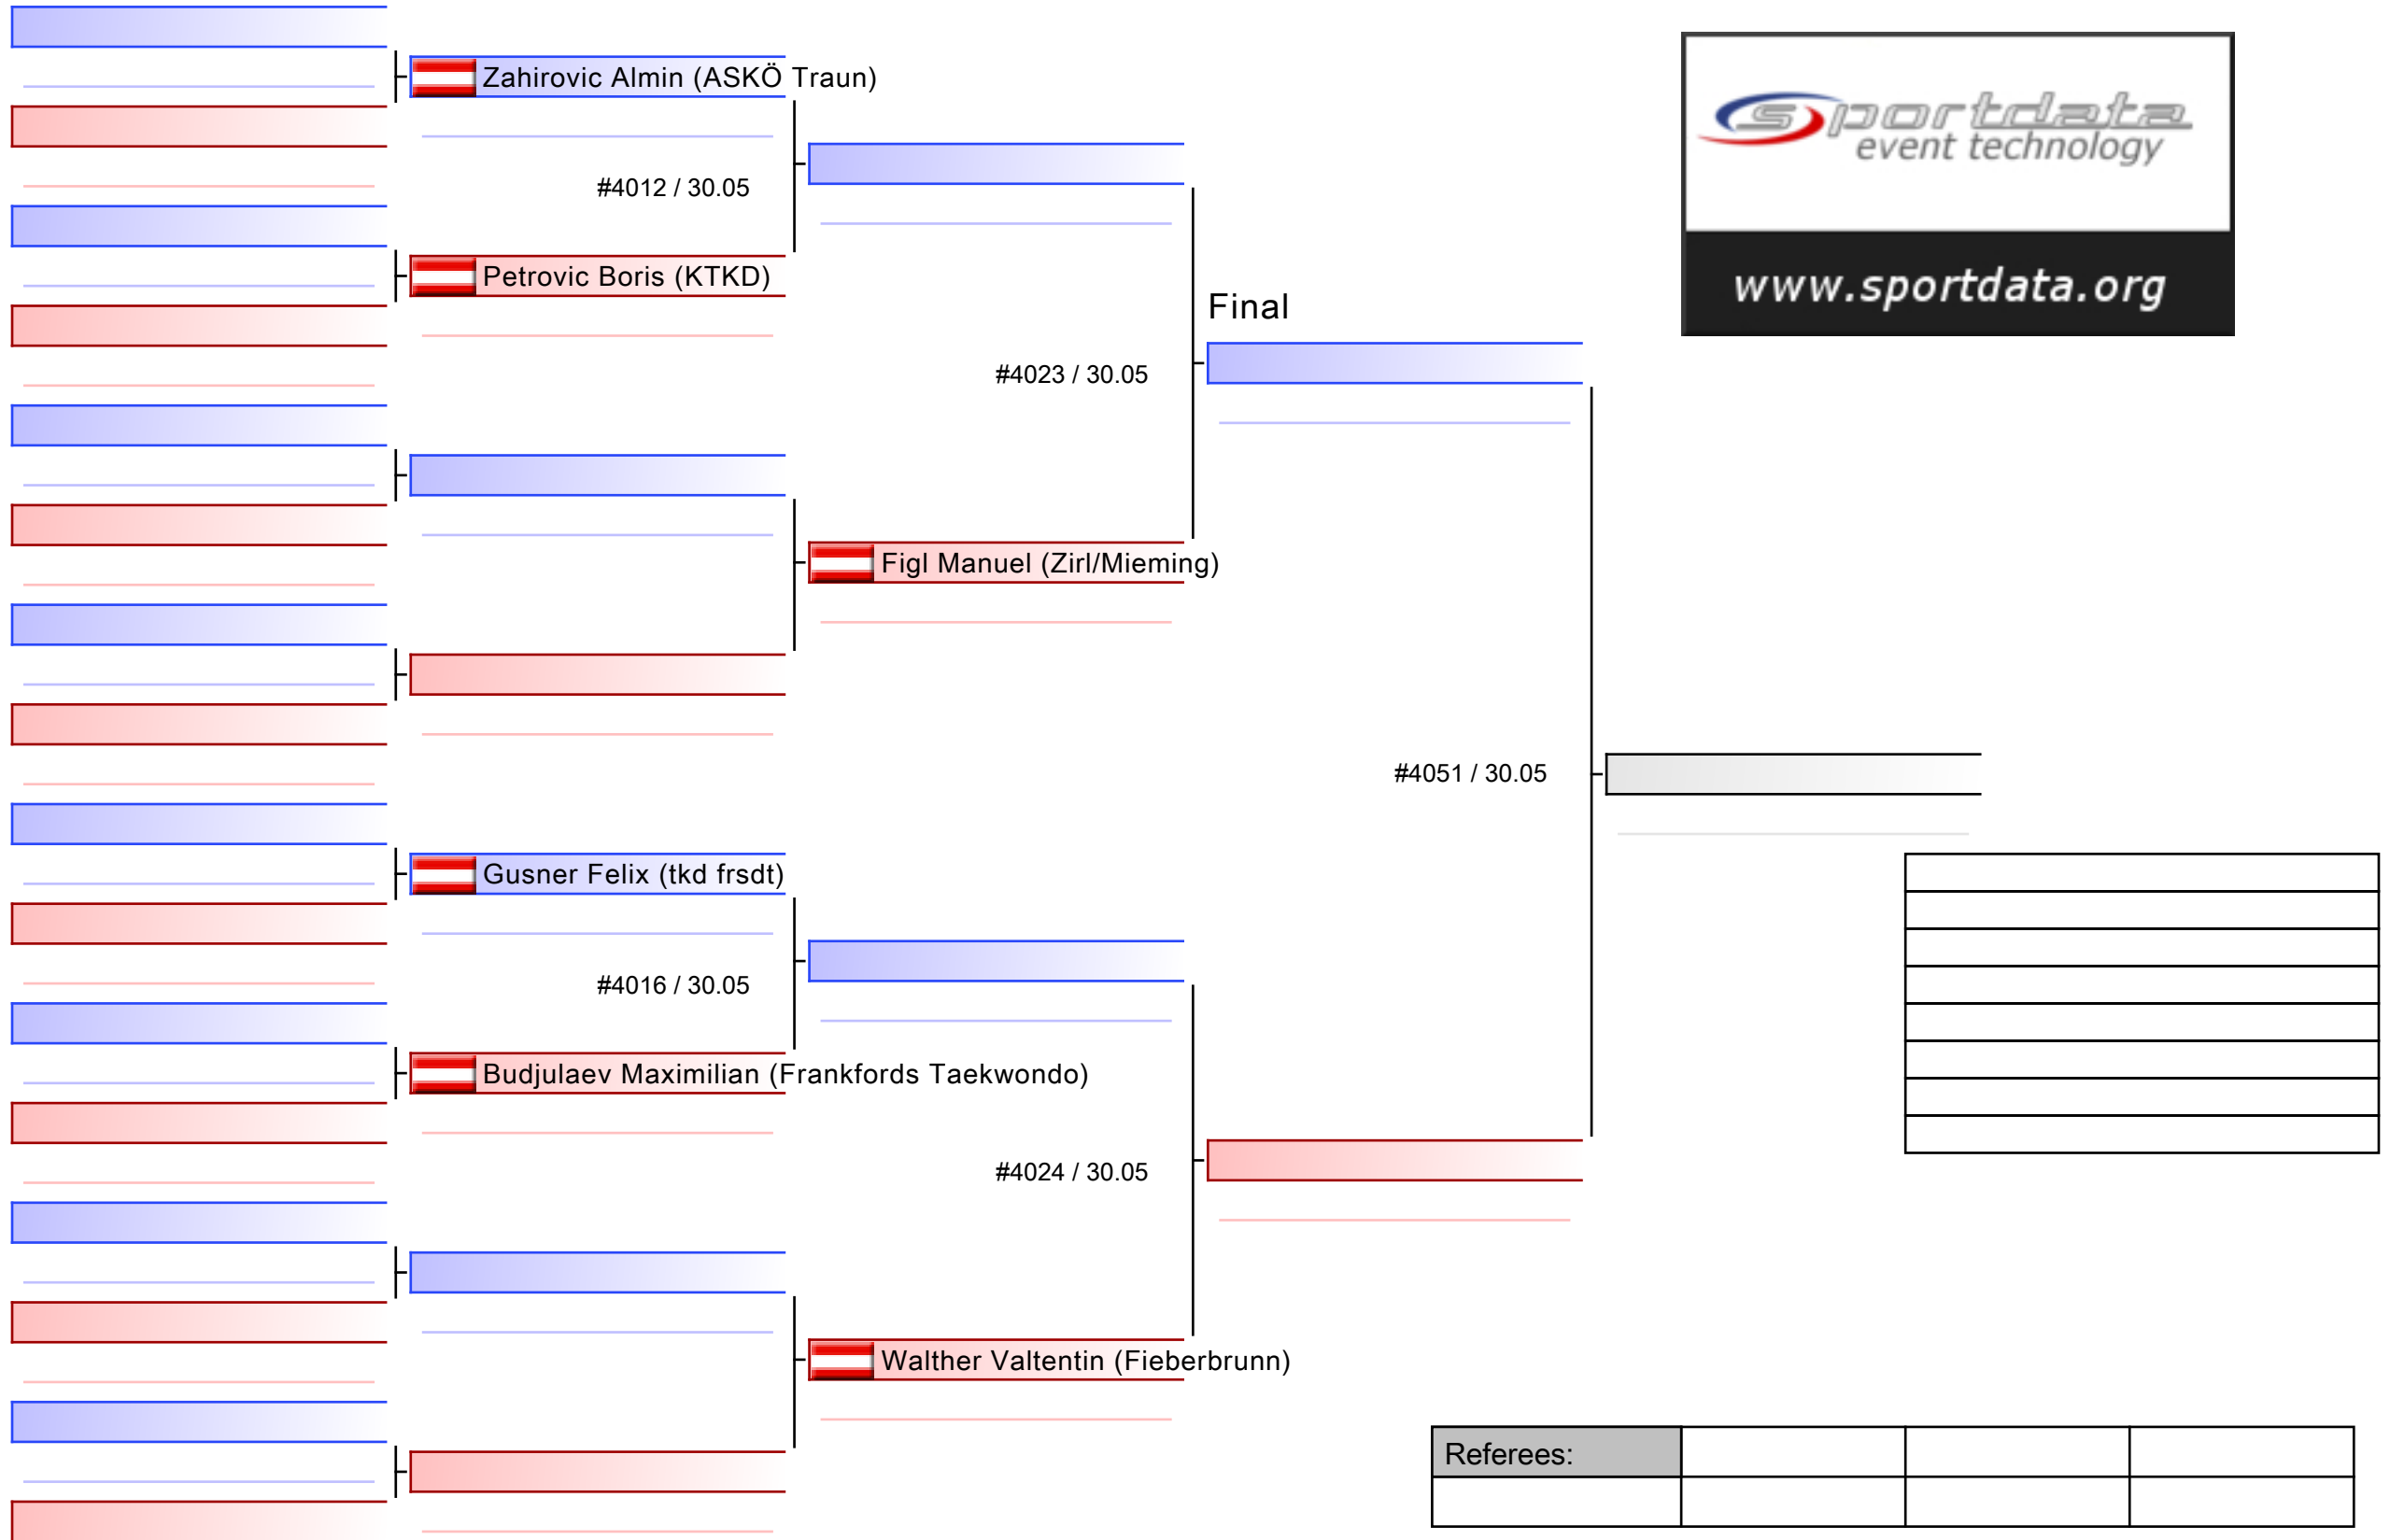 Zahirovic Almin (ASKÖ Traun)
#4012 / 30.05
Petrovic Boris (KTKD)
sportdata
event technology
www.sportdata.org
Final
#4023 / 30.05
Figl Manuel (Zirl/Mieming)
#4051 / 30.05
Gusner Felix (tkd frsdt)
#4016 / 30.05
Budjulaev Maximilian (Frankfords Taekwondo)
#4024 / 30.05
Walther Valtentin (Fieberbrunn)
Referees: